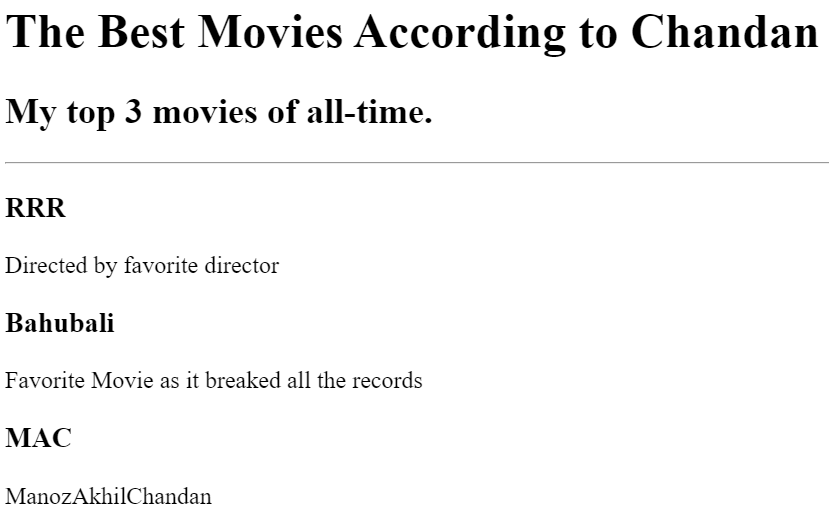 The Best Movies According to Chandan
My top 3 movies of all-time.
RRR
Directed by favorite director
Bahubali
Favorite Movie as it breaked all the records
MAC
ManozAkhilChandan